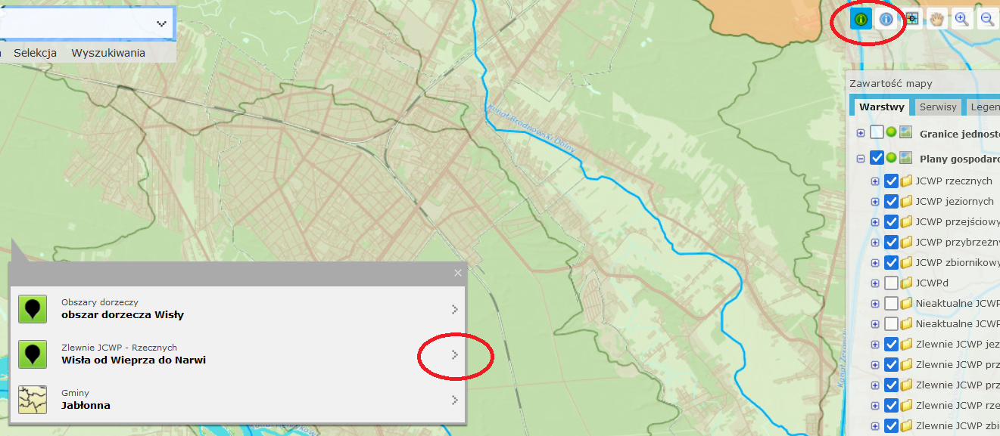 Selekcja Wyszukiwania
Kanał Bródnowski Dolny
Zawartość mapy
Warstwy Serwisy Legen
Granice jednoste
Plany gospodarc
JCWP rzecznych
JCWP jeziornych
JCWP przejściowy
JCWP przybrzeżny
JCWP zbiornikowy
JCWPd
Nieaktualne JCWP
Nieaktualne JCWP
Zlewnie JCWP jez
Zlewnie JCWP prz
Zlewnie JCWP prz
Zlewnie JCWP rze
Zlewnie JCWP zbi
Obszary dorzeczy
obszar dorzecza Wisły
Zlewnie JCWP - Rzecznych
Wisła od Wieprza do Narwi
Gminy
Jabłonna
Kanał Żerański